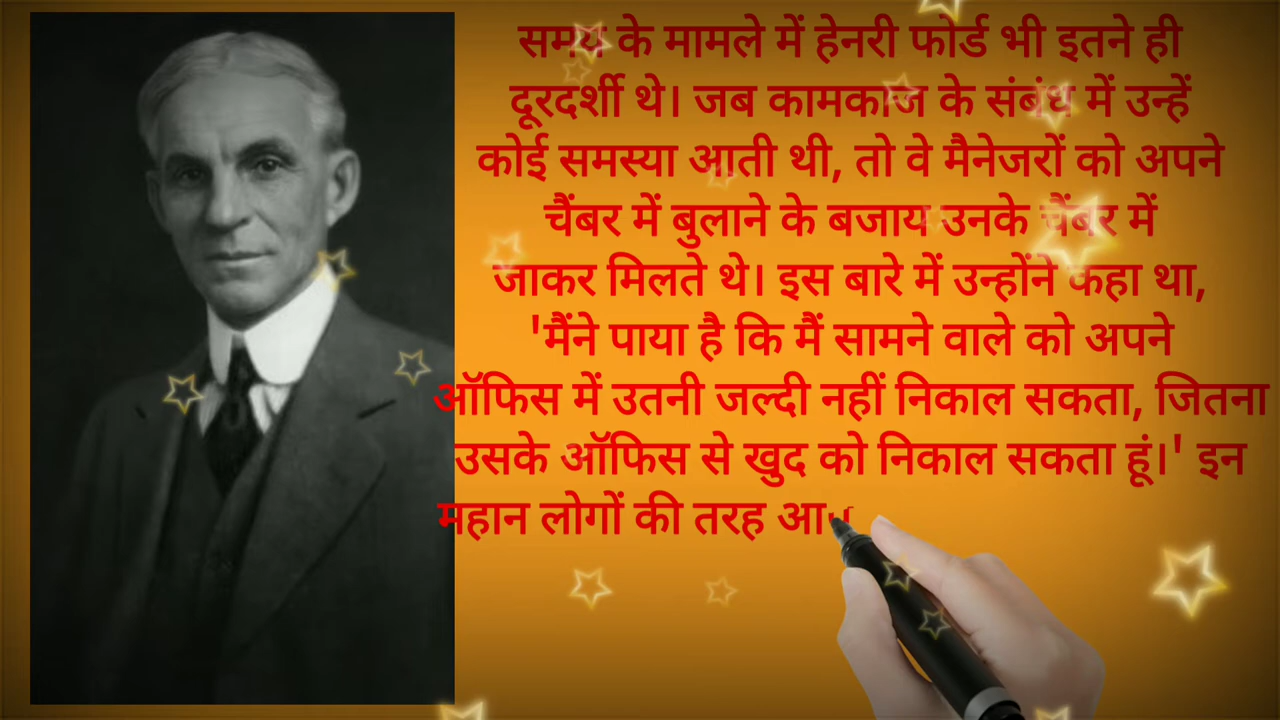 समय के मामले में हेनरी फोर्ड भी इतने ही
दूरदर्शी थे। जब कामकाज के संबंध में उन्हें
कोई समस्या आती थी, तो वे मैनेजरों को अपने
चैंबर में बुलाने के बजाय उनके चैंबर में
जाकर मिलते थे। इस बारे में उन्होंने कहा था,
'मैंने पाया है कि मैं सामने वाले को अपने
ऑफिस में उतनी जल्दी नहीं निकाल सकता, जितना
उसके ऑफिस से खुद को निकाल सकता हूं।' इन
महान लोगों की तरह